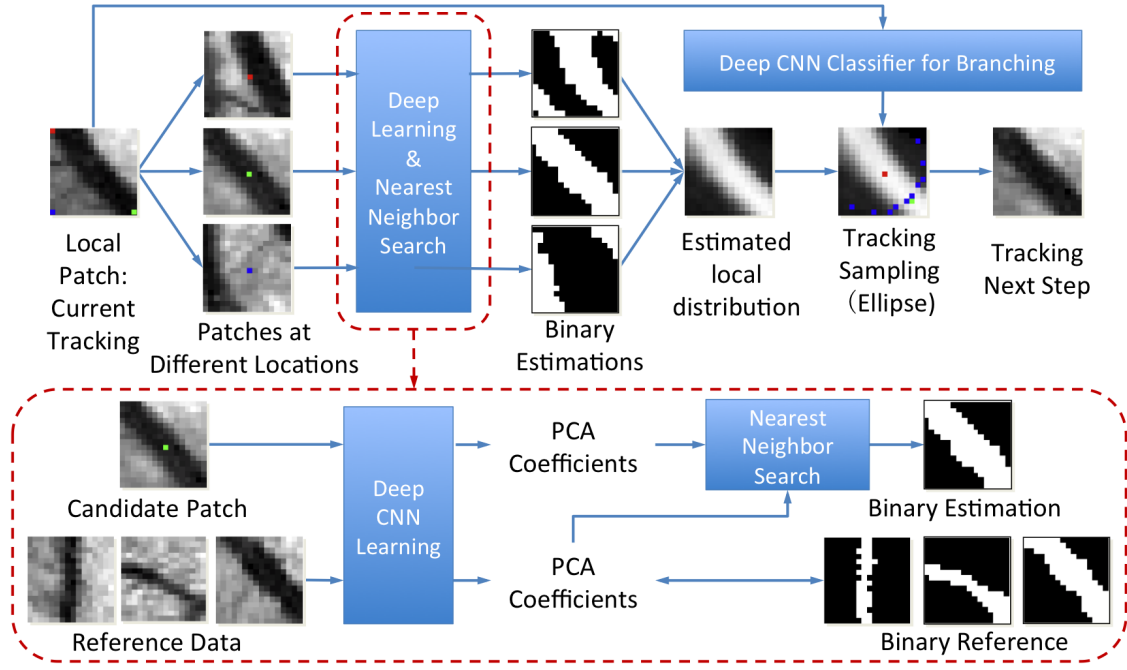 Deep CNN Classifier for Branching
Deep
Learning
&
Nearest
Neighbor
Search
Local
Patch:
Current
Tracking
Patches at
Different Locations
Binary
Estimations
Estimated
local
distribution
Tracking
Sampling
(Ellipse)
Tracking
Next Step
Candidate Patch
Reference Data
Deep
CNN
Learning
PCA
Coefficients
PCA
Coefficients
Nearest
Neighbor
Search
Binary Estimation
Binary Reference